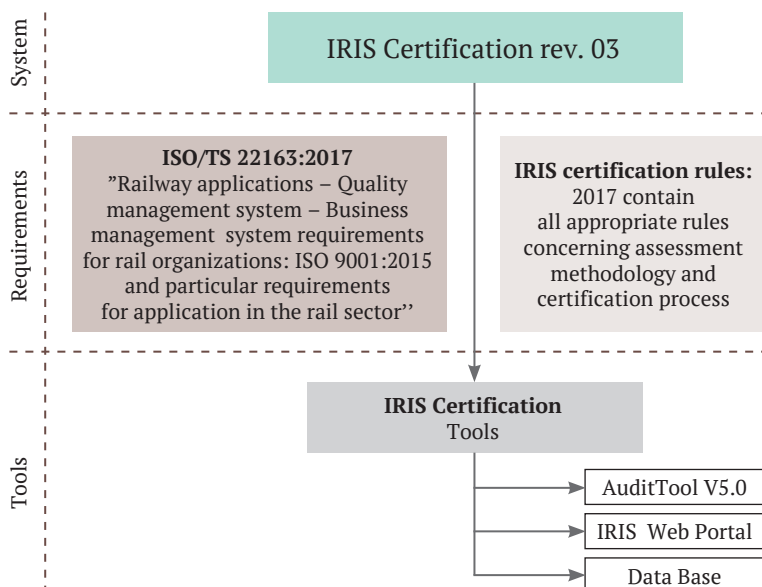 System
IRIS Certification rev. 03
Requirements
ISO/TS 22163:2017
”Railway applications – Quality
management system – Business
management system requirements
for rail organizations: ISO 9001:2015
and particular requirements
for application in the rail sector’’
IRIS certification rules:
2017 contain
all appropriate rules
concerning assessment
methodology and
certification process
Tools
IRIS Certification
Tools
AuditTool V5.0
IRIS Web Portal
Data Base